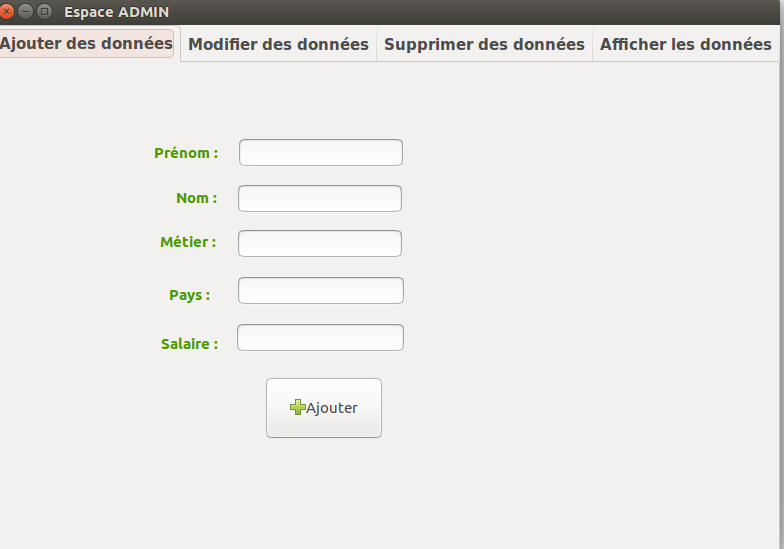 Espace ADMIN
Ajouter des données Modifier des données Supprimer des données Afficher les données
Prénom :
Nom :
Métier :
Pays :
Salaire :
Ajouter